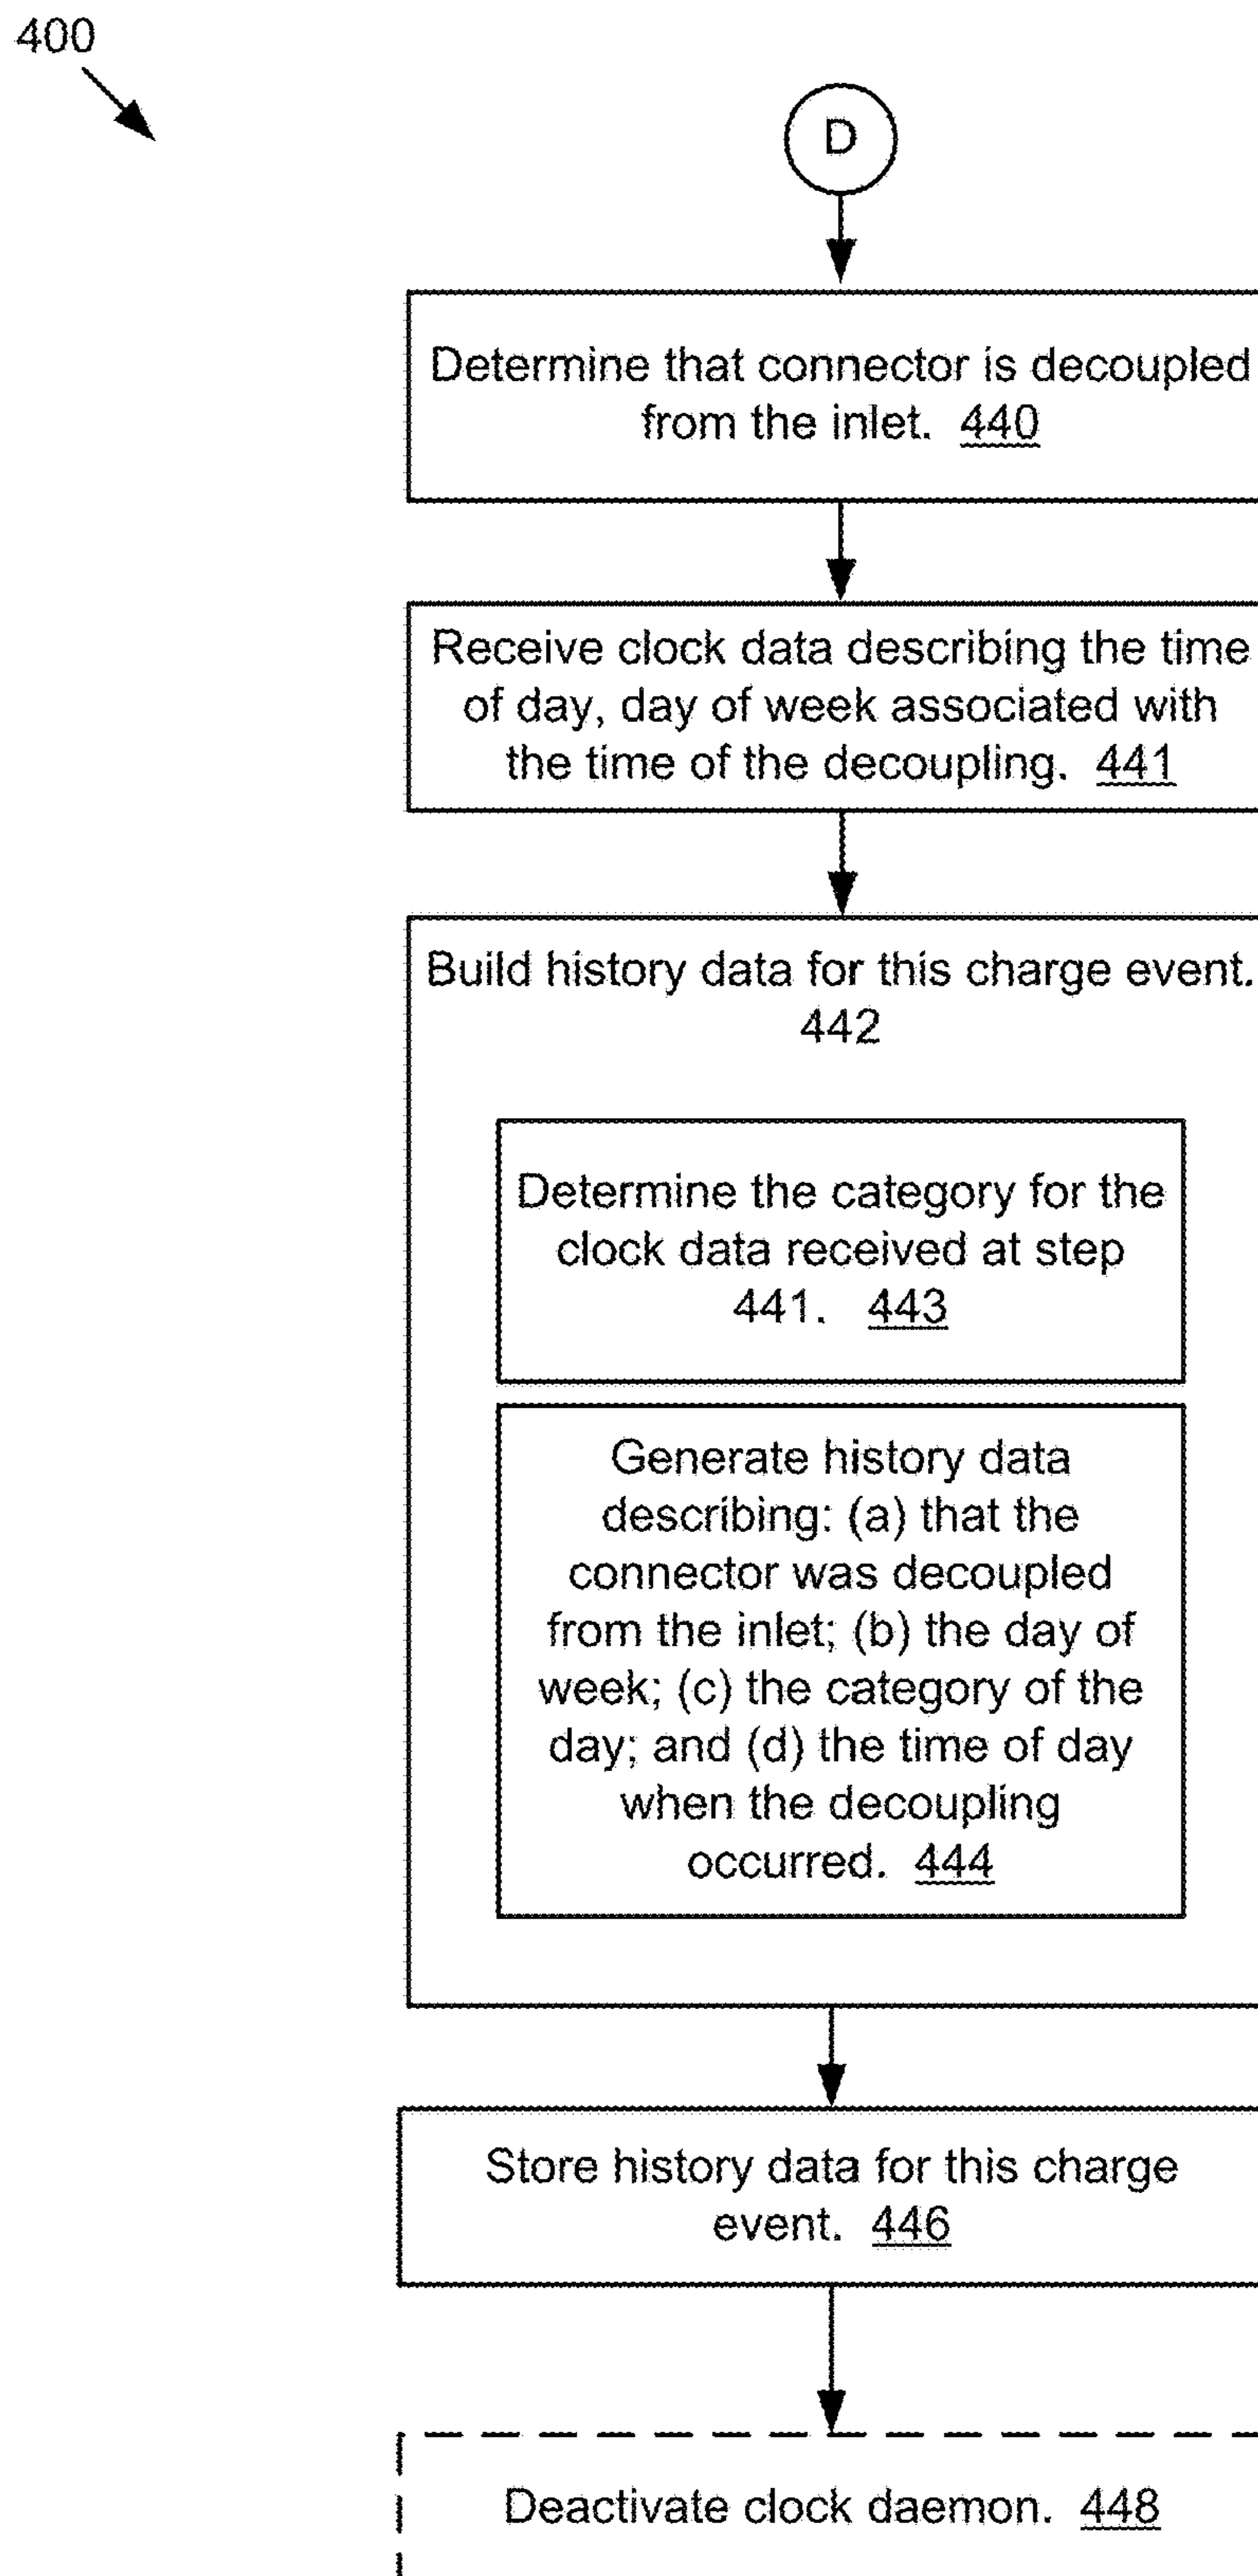 400
D
Determine that connector is decoupled
from the inlet. 440
Receive clock data describing the time
of day, day of week associated with
the time of the decoupling. 441
Build history data for this charge event.
442
Determine the category for the
clock data received at step
441. 443
Generate history data
describing: (a) that the
connector was decoupled
from the inlet; (b) the day of
week; (c) the category of the
day; and (d) the time of day
when the decoupling
occurred. 444
Store history data for this charge
event. 446
Deactivate clock daemon. 448